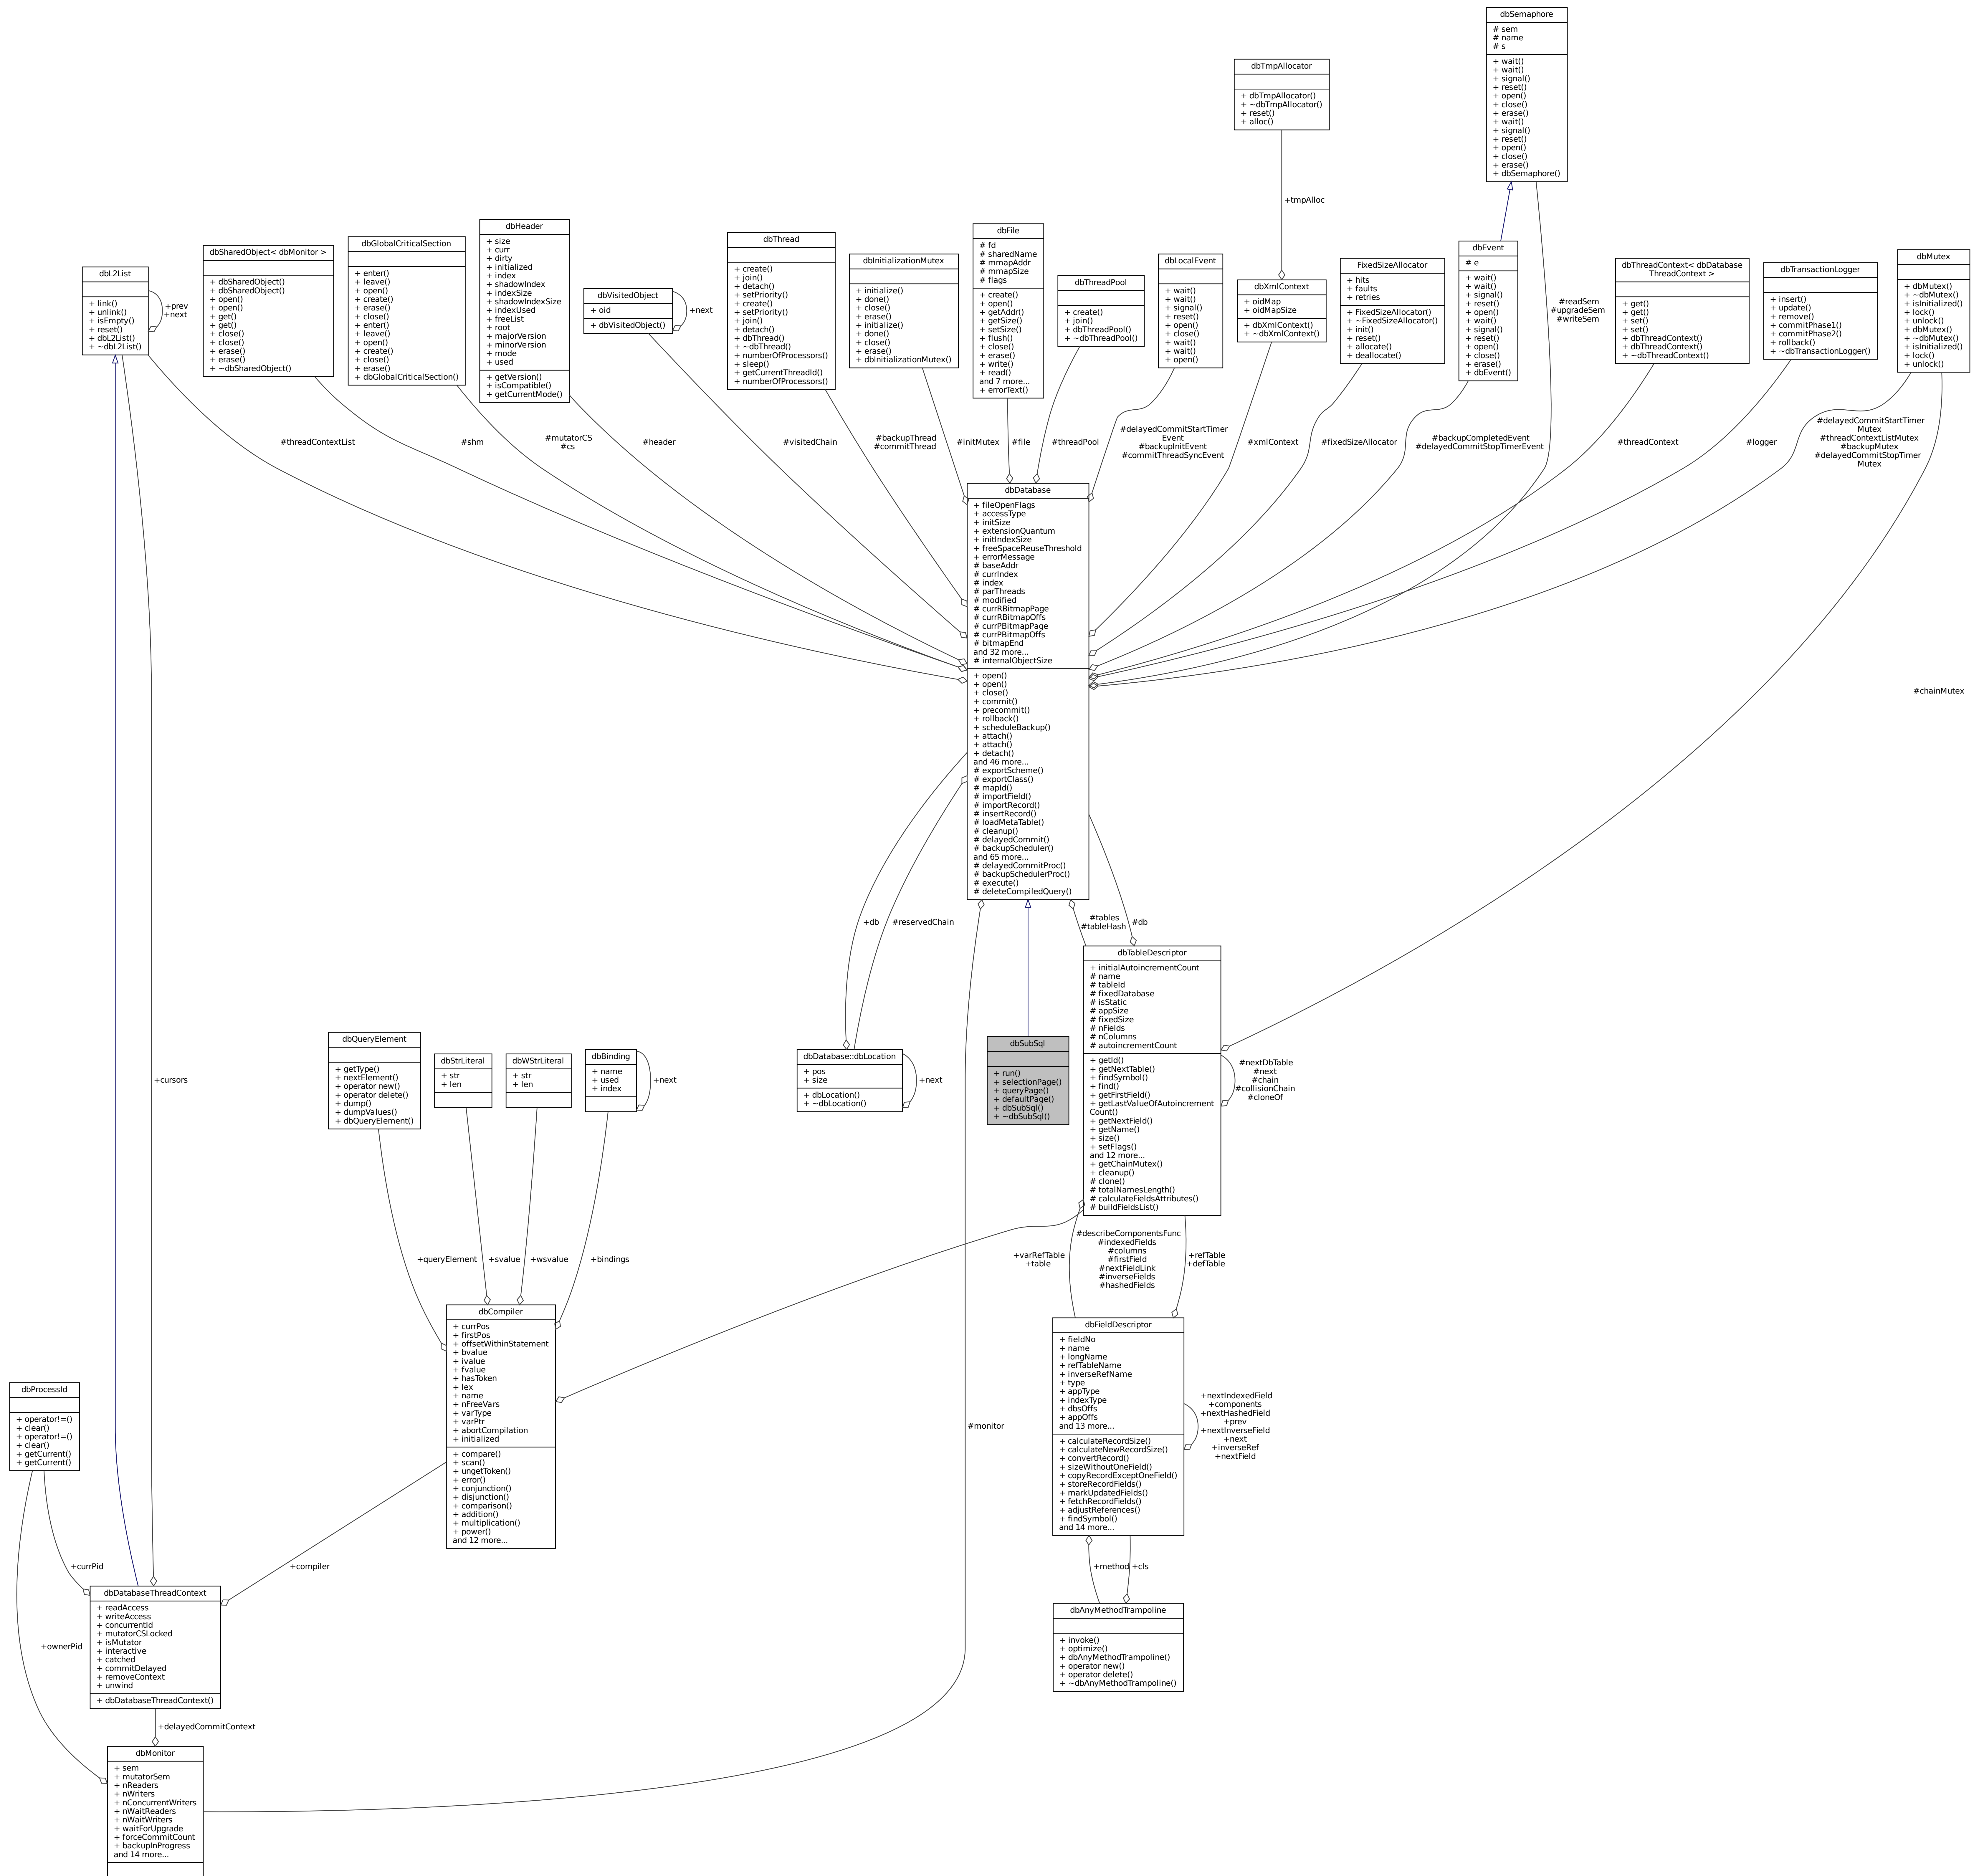 dbSemaphore
# sem
# name
# s
+ wait()
+ wait()
+ signal()
+ reset()
+ open()
+ close()
+ erase()
+ wait()
+ signal()
+ reset()
+ open()
+ close()
+ erase()
+ dbSemaphore()
dbTmpAllocator
+ dbTmpAllocator()
+ ~dbTmpAllocator()
+ reset()
+ alloc()
+tmpAlloc
dbL2List
+ link()
+ unlink()
+ isEmpty()
+ reset()
+ dbL2List()
+ ~dbL2List()
+prev
+next
dbSharedObject< dbMonitor >
+ dbSharedObject()
+ dbSharedObject()
+ open()
+ open()
+ get()
+ get()
+ close()
+ close()
+ erase()
+ erase()
+ ~dbSharedObject()
dbGlobalCriticalSection
+ enter()
+ leave()
+ open()
+ create()
+ erase()
+ close()
+ enter()
+ leave()
+ open()
+ create()
+ close()
+ erase()
+ dbGlobalCriticalSection()
dbHeader
+ size
+ curr
+ dirty
+ initialized
+ index
+ shadowIndex
+ indexSize
+ shadowIndexSize
+ indexUsed
+ freeList
+ root
+ majorVersion
+ minorVersion
+ mode
+ used
+ getVersion()
+ isCompatible()
+ getCurrentMode()
dbVisitedObject
+ oid
+ dbVisitedObject()
+next
dbThread
+ create()
+ join()
+ detach()
+ setPriority()
+ create()
+ setPriority()
+ join()
+ detach()
+ dbThread()
+ ~dbThread()
+ numberOfProcessors()
+ sleep()
+ getCurrentThreadId()
+ numberOfProcessors()
dbInitializationMutex
+ initialize()
+ done()
+ close()
+ erase()
+ initialize()
+ done()
+ close()
+ erase()
+ dbInitializationMutex()
dbFile
# fd
# sharedName
# mmapAddr
# mmapSize
# flags
+ create()
+ open()
+ getAddr()
+ getSize()
+ setSize()
+ flush()
+ close()
+ erase()
+ write()
+ read()
and 7 more...
+ errorText()
dbThreadPool
+ create()
+ join()
+ dbThreadPool()
+ ~dbThreadPool()
dbLocalEvent
+ wait()
+ wait()
+ signal()
+ reset()
+ open()
+ close()
+ wait()
+ wait()
+ open()
dbXmlContext
+ oidMap
+ oidMapSize
+ dbXmlContext()
+ ~dbXmlContext()
FixedSizeAllocator
+ hits
+ faults
+ retries
+ FixedSizeAllocator()
+ ~FixedSizeAllocator()
+ init()
+ reset()
+ allocate()
+ deallocate()
dbEvent
# e
+ wait()
+ wait()
+ signal()
+ reset()
+ open()
+ wait()
+ signal()
+ reset()
+ open()
+ close()
+ erase()
+ dbEvent()
#readSem
#upgradeSem
#writeSem
dbThreadContext< dbDatabase
ThreadContext >
+ get()
+ get()
+ set()
+ set()
+ dbThreadContext()
+ dbThreadContext()
+ ~dbThreadContext()
dbTransactionLogger
+ insert()
+ update()
+ remove()
+ commitPhase1()
+ commitPhase2()
+ rollback()
+ ~dbTransactionLogger()
dbMutex
+ dbMutex()
+ ~dbMutex()
+ isInitialized()
+ lock()
+ unlock()
+ dbMutex()
+ ~dbMutex()
+ isInitialized()
+ lock()
+ unlock()
#threadContextList
#shm
#mutatorCS
#cs
#header
#visitedChain
#backupThread
#commitThread
#initMutex
#file
#threadPool
#delayedCommitStartTimer
Event
#backupInitEvent
#commitThreadSyncEvent
#xmlContext
#fixedSizeAllocator
#backupCompletedEvent
#delayedCommitStopTimerEvent
#threadContext
#logger
#delayedCommitStartTimer
Mutex
#threadContextListMutex
#backupMutex
#delayedCommitStopTimer
Mutex
dbDatabase
+ fileOpenFlags
+ accessType
+ initSize
+ extensionQuantum
+ initIndexSize
+ freeSpaceReuseThreshold
+ errorMessage
# baseAddr
# currIndex
# index
# parThreads
# modified
# currRBitmapPage
# currRBitmapOffs
# currPBitmapPage
# currPBitmapOffs
# bitmapEnd
and 32 more...
# internalObjectSize
+ open()
+ open()
+ close()
+ commit()
+ precommit()
+ rollback()
+ scheduleBackup()
+ attach()
+ attach()
+ detach()
and 46 more...
# exportScheme()
# exportClass()
# mapId()
# importField()
# importRecord()
# insertRecord()
# loadMetaTable()
# cleanup()
# delayedCommit()
# backupScheduler()
and 65 more...
# delayedCommitProc()
# backupSchedulerProc()
# execute()
# deleteCompiledQuery()
#chainMutex
+db
#reservedChain
#tables
#tableHash
#db
dbTableDescriptor
+ initialAutoincrementCount
# name
# tableId
# fixedDatabase
# isStatic
# appSize
# fixedSize
# nFields
# nColumns
# autoincrementCount
+ getId()
+ getNextTable()
+ findSymbol()
+ find()
+ getFirstField()
+ getLastValueOfAutoincrement
Count()
+ getNextField()
+ getName()
+ size()
+ setFlags()
and 12 more...
+ getChainMutex()
+ cleanup()
# clone()
# totalNamesLength()
# calculateFieldsAttributes()
# buildFieldsList()
#nextDbTable
#next
#chain
#collisionChain
#cloneOf
+cursors
dbQueryElement
+ getType()
+ nextElement()
+ operator new()
+ operator delete()
+ dump()
+ dumpValues()
+ dbQueryElement()
dbStrLiteral
+ str
+ len
dbWStrLiteral
+ str
+ len
dbBinding
+ name
+ used
+ index
+next
dbDatabase::dbLocation
+ pos
+ size
+ dbLocation()
+ ~dbLocation()
+next
dbSubSql
+ run()
+ selectionPage()
+ queryPage()
+ defaultPage()
+ dbSubSql()
+ ~dbSubSql()
+queryElement
+svalue
+wsvalue
+bindings
+varRefTable
+table
#describeComponentsFunc
#indexedFields
#columns
#firstField
#nextFieldLink
#inverseFields
#hashedFields
+refTable
+defTable
dbCompiler
+ currPos
+ firstPos
+ offsetWithinStatement
+ bvalue
+ ivalue
+ fvalue
+ hasToken
+ lex
+ name
+ nFreeVars
+ varType
+ varPtr
+ abortCompilation
+ initialized
+ compare()
+ scan()
+ ungetToken()
+ error()
+ conjunction()
+ disjunction()
+ comparison()
+ addition()
+ multiplication()
+ power()
and 12 more...
dbFieldDescriptor
+ fieldNo
+ name
+ longName
+ refTableName
+ inverseRefName
+ type
+ appType
+ indexType
+ dbsOffs
+ appOffs
and 13 more...
+ calculateRecordSize()
+ calculateNewRecordSize()
+ convertRecord()
+ sizeWithoutOneField()
+ copyRecordExceptOneField()
+ storeRecordFields()
+ markUpdatedFields()
+ fetchRecordFields()
+ adjustReferences()
+ findSymbol()
and 14 more...
+nextIndexedField
+components
+nextHashedField
+prev
+nextInverseField
+next
+inverseRef
+nextField
dbProcessId
+ operator!=()
+ clear()
+ operator!=()
+ clear()
+ getCurrent()
+ getCurrent()
#monitor
+currPid
+compiler
+method
+cls
dbDatabaseThreadContext
+ readAccess
+ writeAccess
+ concurrentId
+ mutatorCSLocked
+ isMutator
+ interactive
+ catched
+ commitDelayed
+ removeContext
+ unwind
+ dbDatabaseThreadContext()
dbAnyMethodTrampoline
+ invoke()
+ optimize()
+ dbAnyMethodTrampoline()
+ operator new()
+ operator delete()
+ ~dbAnyMethodTrampoline()
+ownerPid
+delayedCommitContext
dbMonitor
+ sem
+ mutatorSem
+ nReaders
+ nWriters
+ nConcurrentWriters
+ nWaitReaders
+ nWaitWriters
+ waitForUpgrade
+ forceCommitCount
+ backupInProgress
and 14 more...